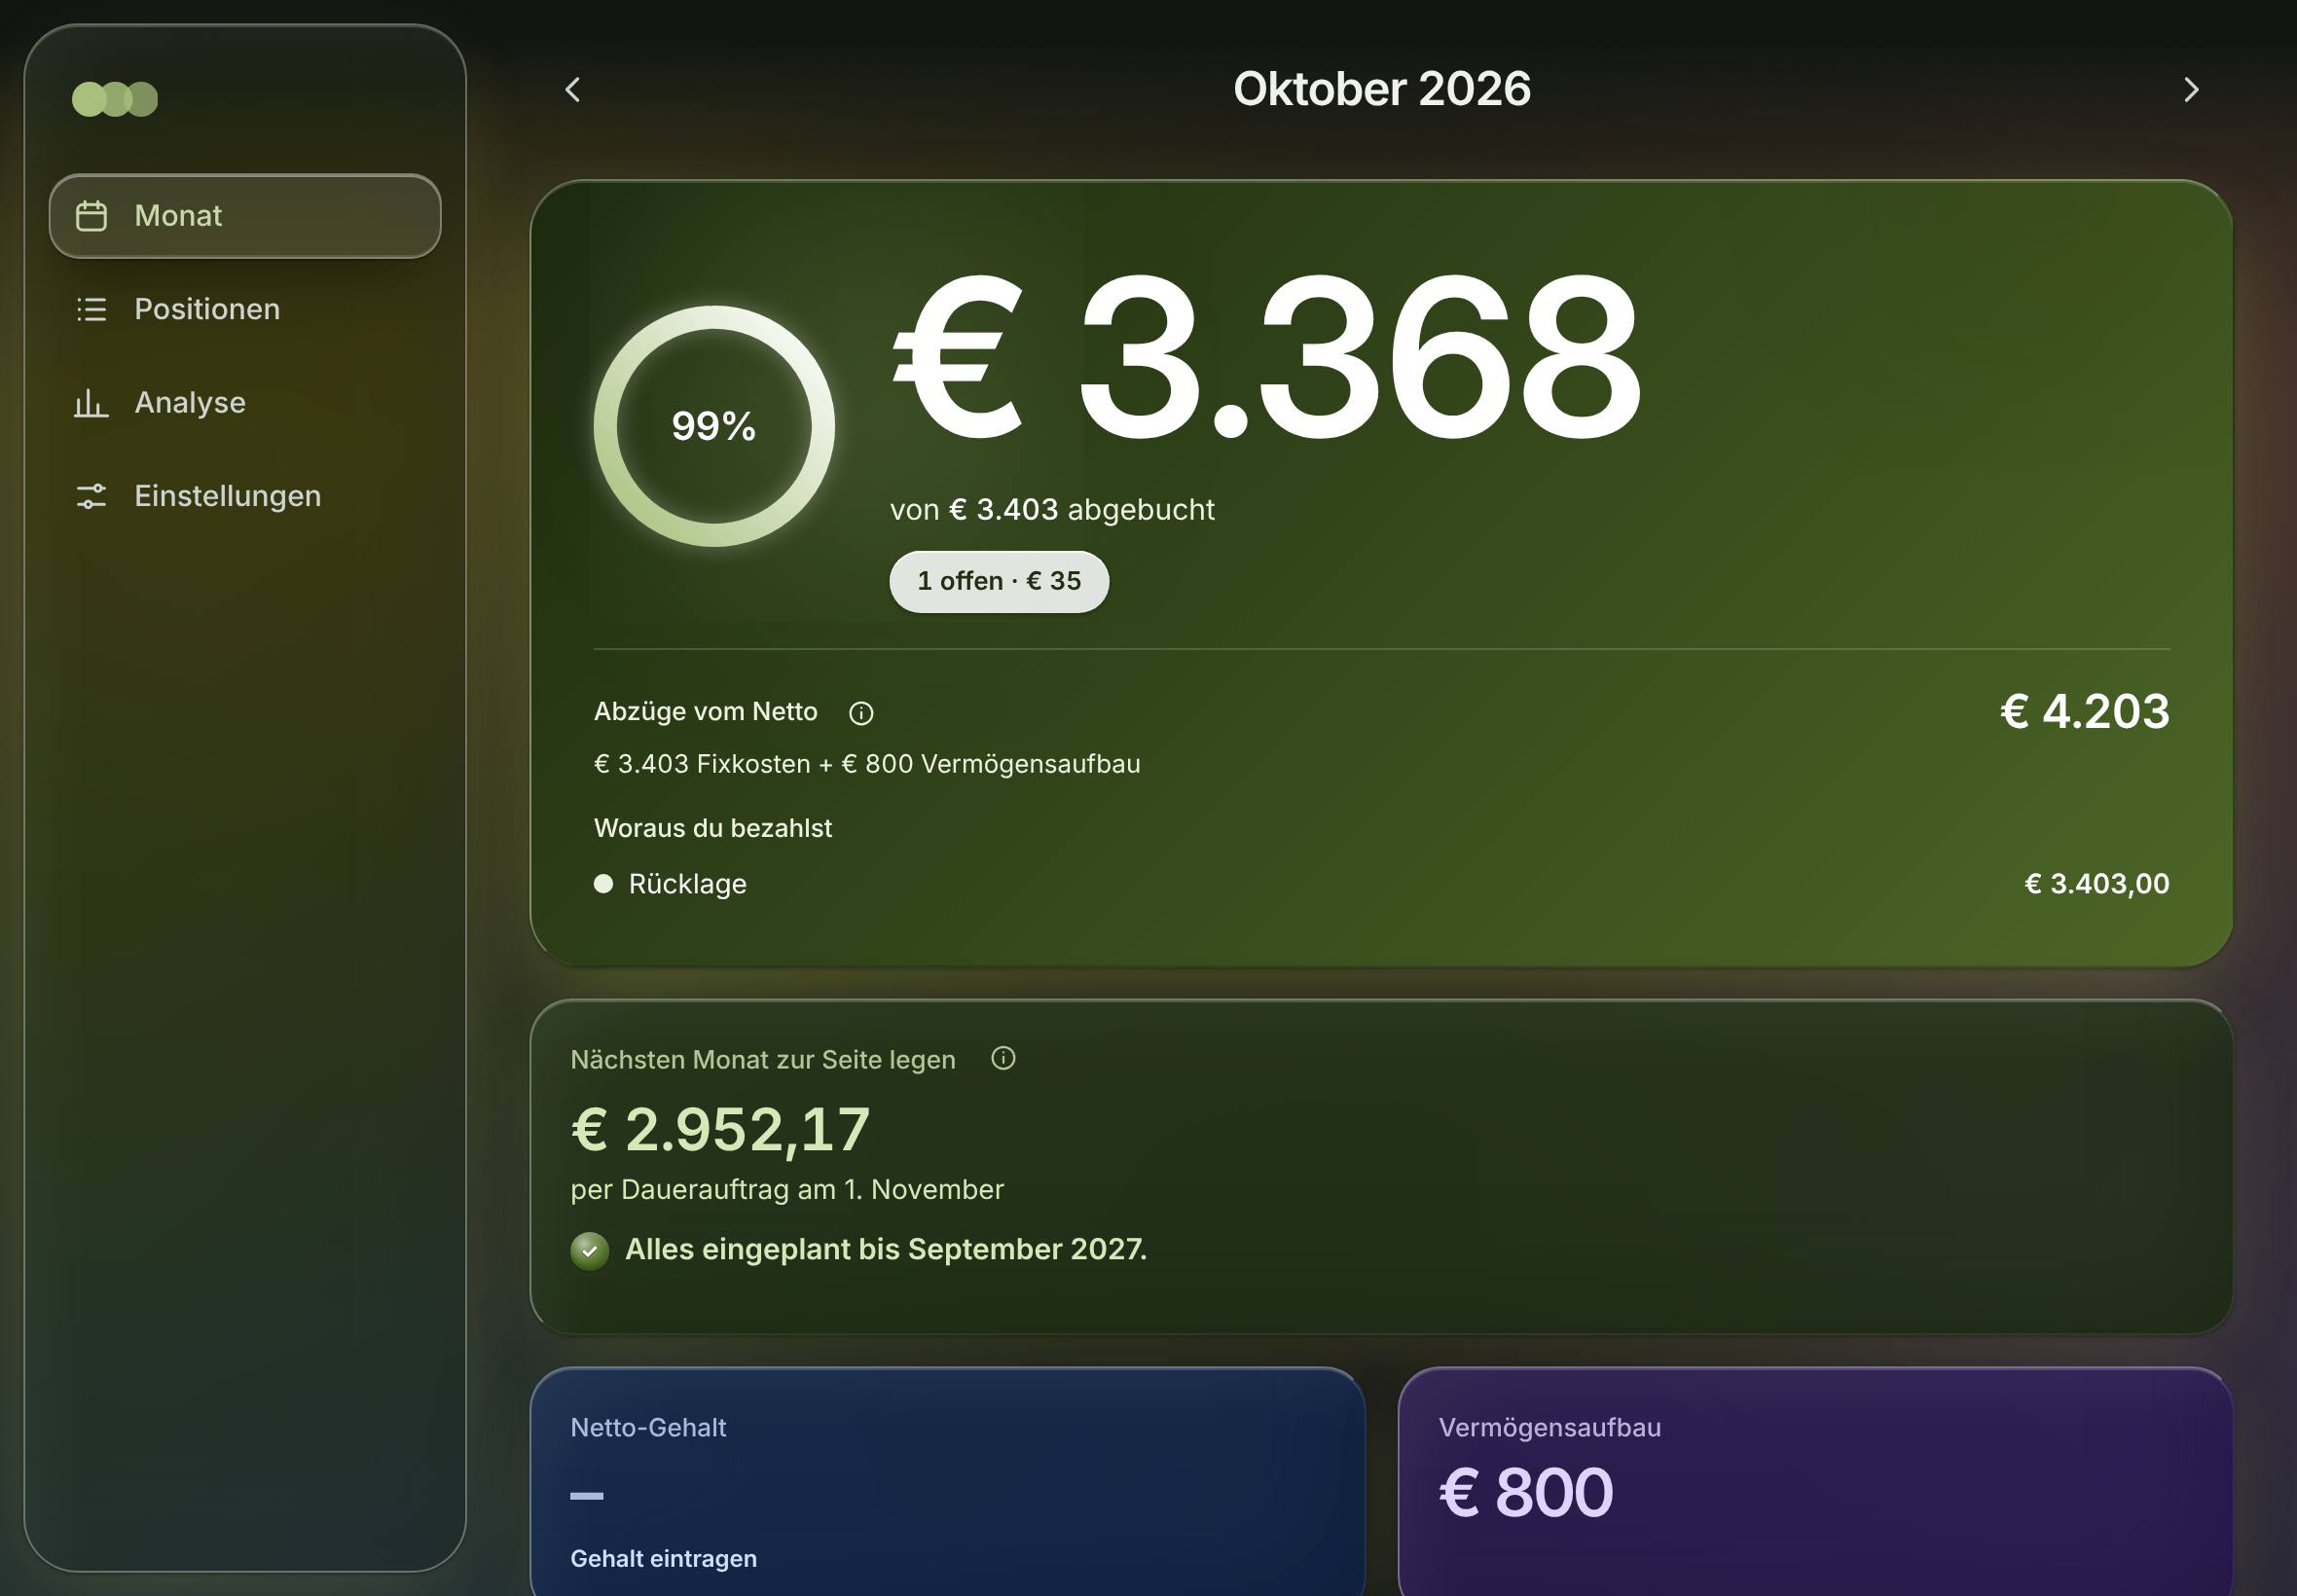 Oktober 2026
Monat
Positionen
Analyse
Einstellungen
99%
€ 3.368
von € 3.403 abgebucht
1 offen · € 35
Abzüge vom Netto
€ 4.203
€ 3.403 Fixkosten + € 800 Vermögensaufbau
Woraus du bezahlst
Rücklage
€ 3.403,00
Nächsten Monat zur Seite legen
€ 2.952,17
per Dauerauftrag am 1. November
Alles eingeplant bis September 2027.
Netto-Gehalt
–
Gehalt eintragen
Vermögensaufbau
€ 800